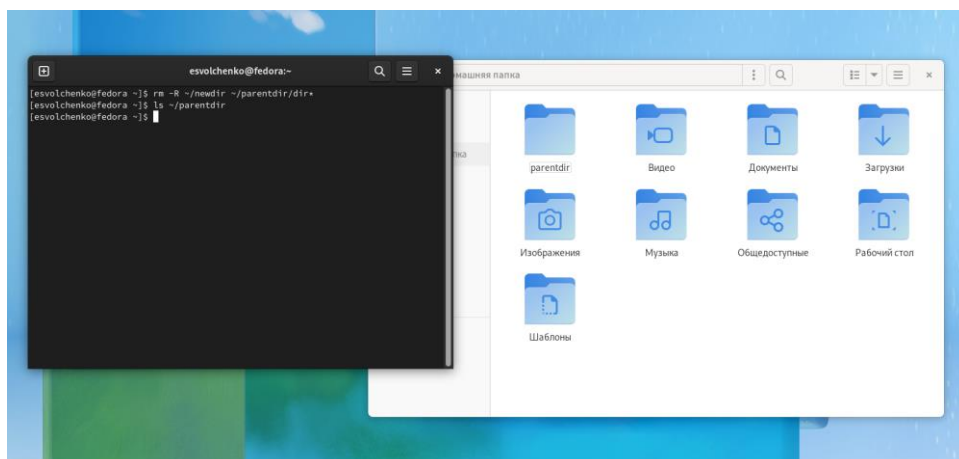 esvolchenko@fedora:~
[esvolchenko@fedora ~]$ rm -R ~/newdir ~/parentdir/dir*
[esvolchenko@fedora ~]$ ls ~/parentdir
[esvolchenko@fedora ~]$
папка
parentdir
Видео
Документы
Загрузки
Изображения
Музыка
Общедоступные
Рабочий стол
Шаблоны